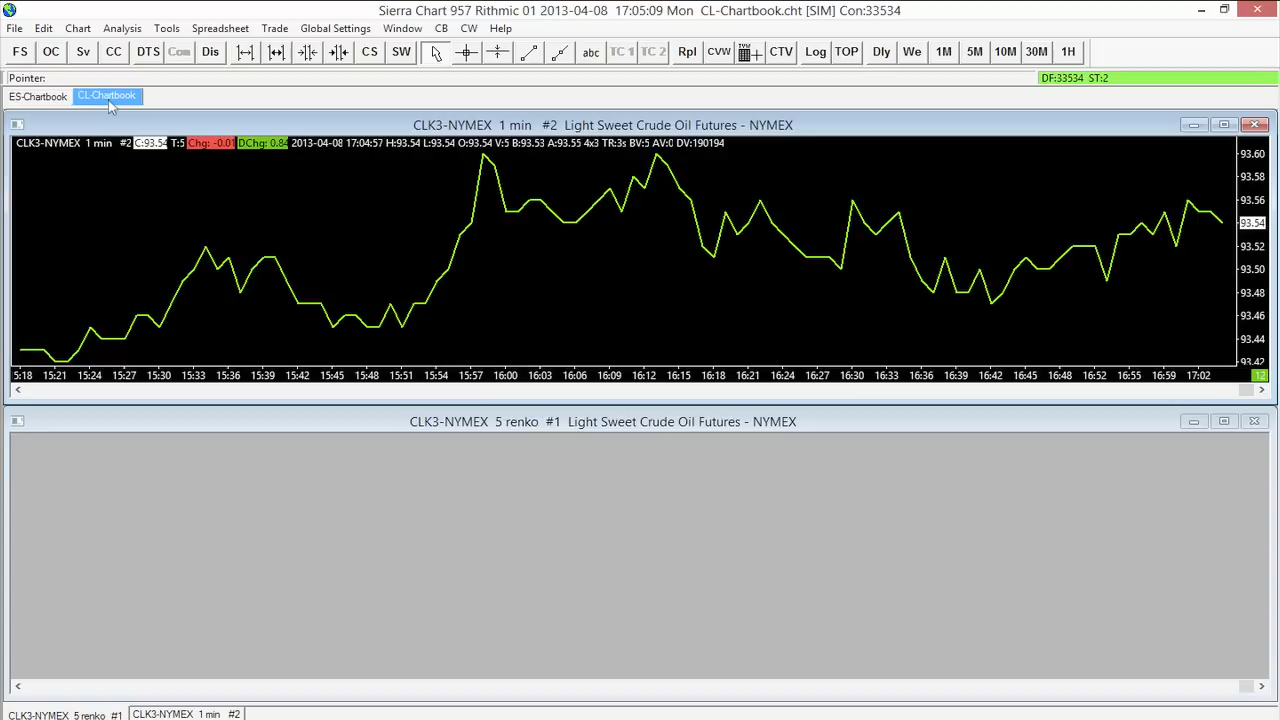 Sierra Chart 957 Rithmic 01 2013-04-08 17:05:09 Mon CL-Chartbook.cht [SIM] Con:33534
File Edit Chart Analysis Tools Spreadsheet Trade Global Settings Window CB CW Help
FS OC Sv CC DTS Com Dis CS SW abc TC 1 TC 2 Rpl CVW CTV Log TOP Dly We 1M 5M 10M 30M 1H
Pointer: DF:33534 ST:2
ES-Chartbook CL-Chartbook
CLK3-NYMEX 1 min #2 Light Sweet Crude Oil Futures - NYMEX
CLK3-NYMEX 1 min #2 C:93.54 T:5 Chg: -0.01 DChg: 0.84 2013-04-08 17:04:57 H:93.54 L:93.54 O:93.54 V:5 B:93.53 A:93.55 4x3 TR:3s BV:5 AV:0 DV:190194
93.60
93.58
93.56
93.54
93.52
93.50
93.48
93.46
93.44
93.42
5:18 15:21 15:24 15:27 15:30 15:33 15:36 15:39 15:42 15:45 15:48 15:51 15:54 15:57 16:00 16:03 16:06 16:09 16:12 16:15 16:18 16:21 16:24 16:27 16:30 16:33 16:36 16:39 16:42 16:45 16:49 16:52 16:55 16:59 17:02 12
CLK3-NYMEX 5 renko #1 Light Sweet Crude Oil Futures - NYMEX
CLK3-NYMEX 5 renko #1 CLK3-NYMEX 1 min #2